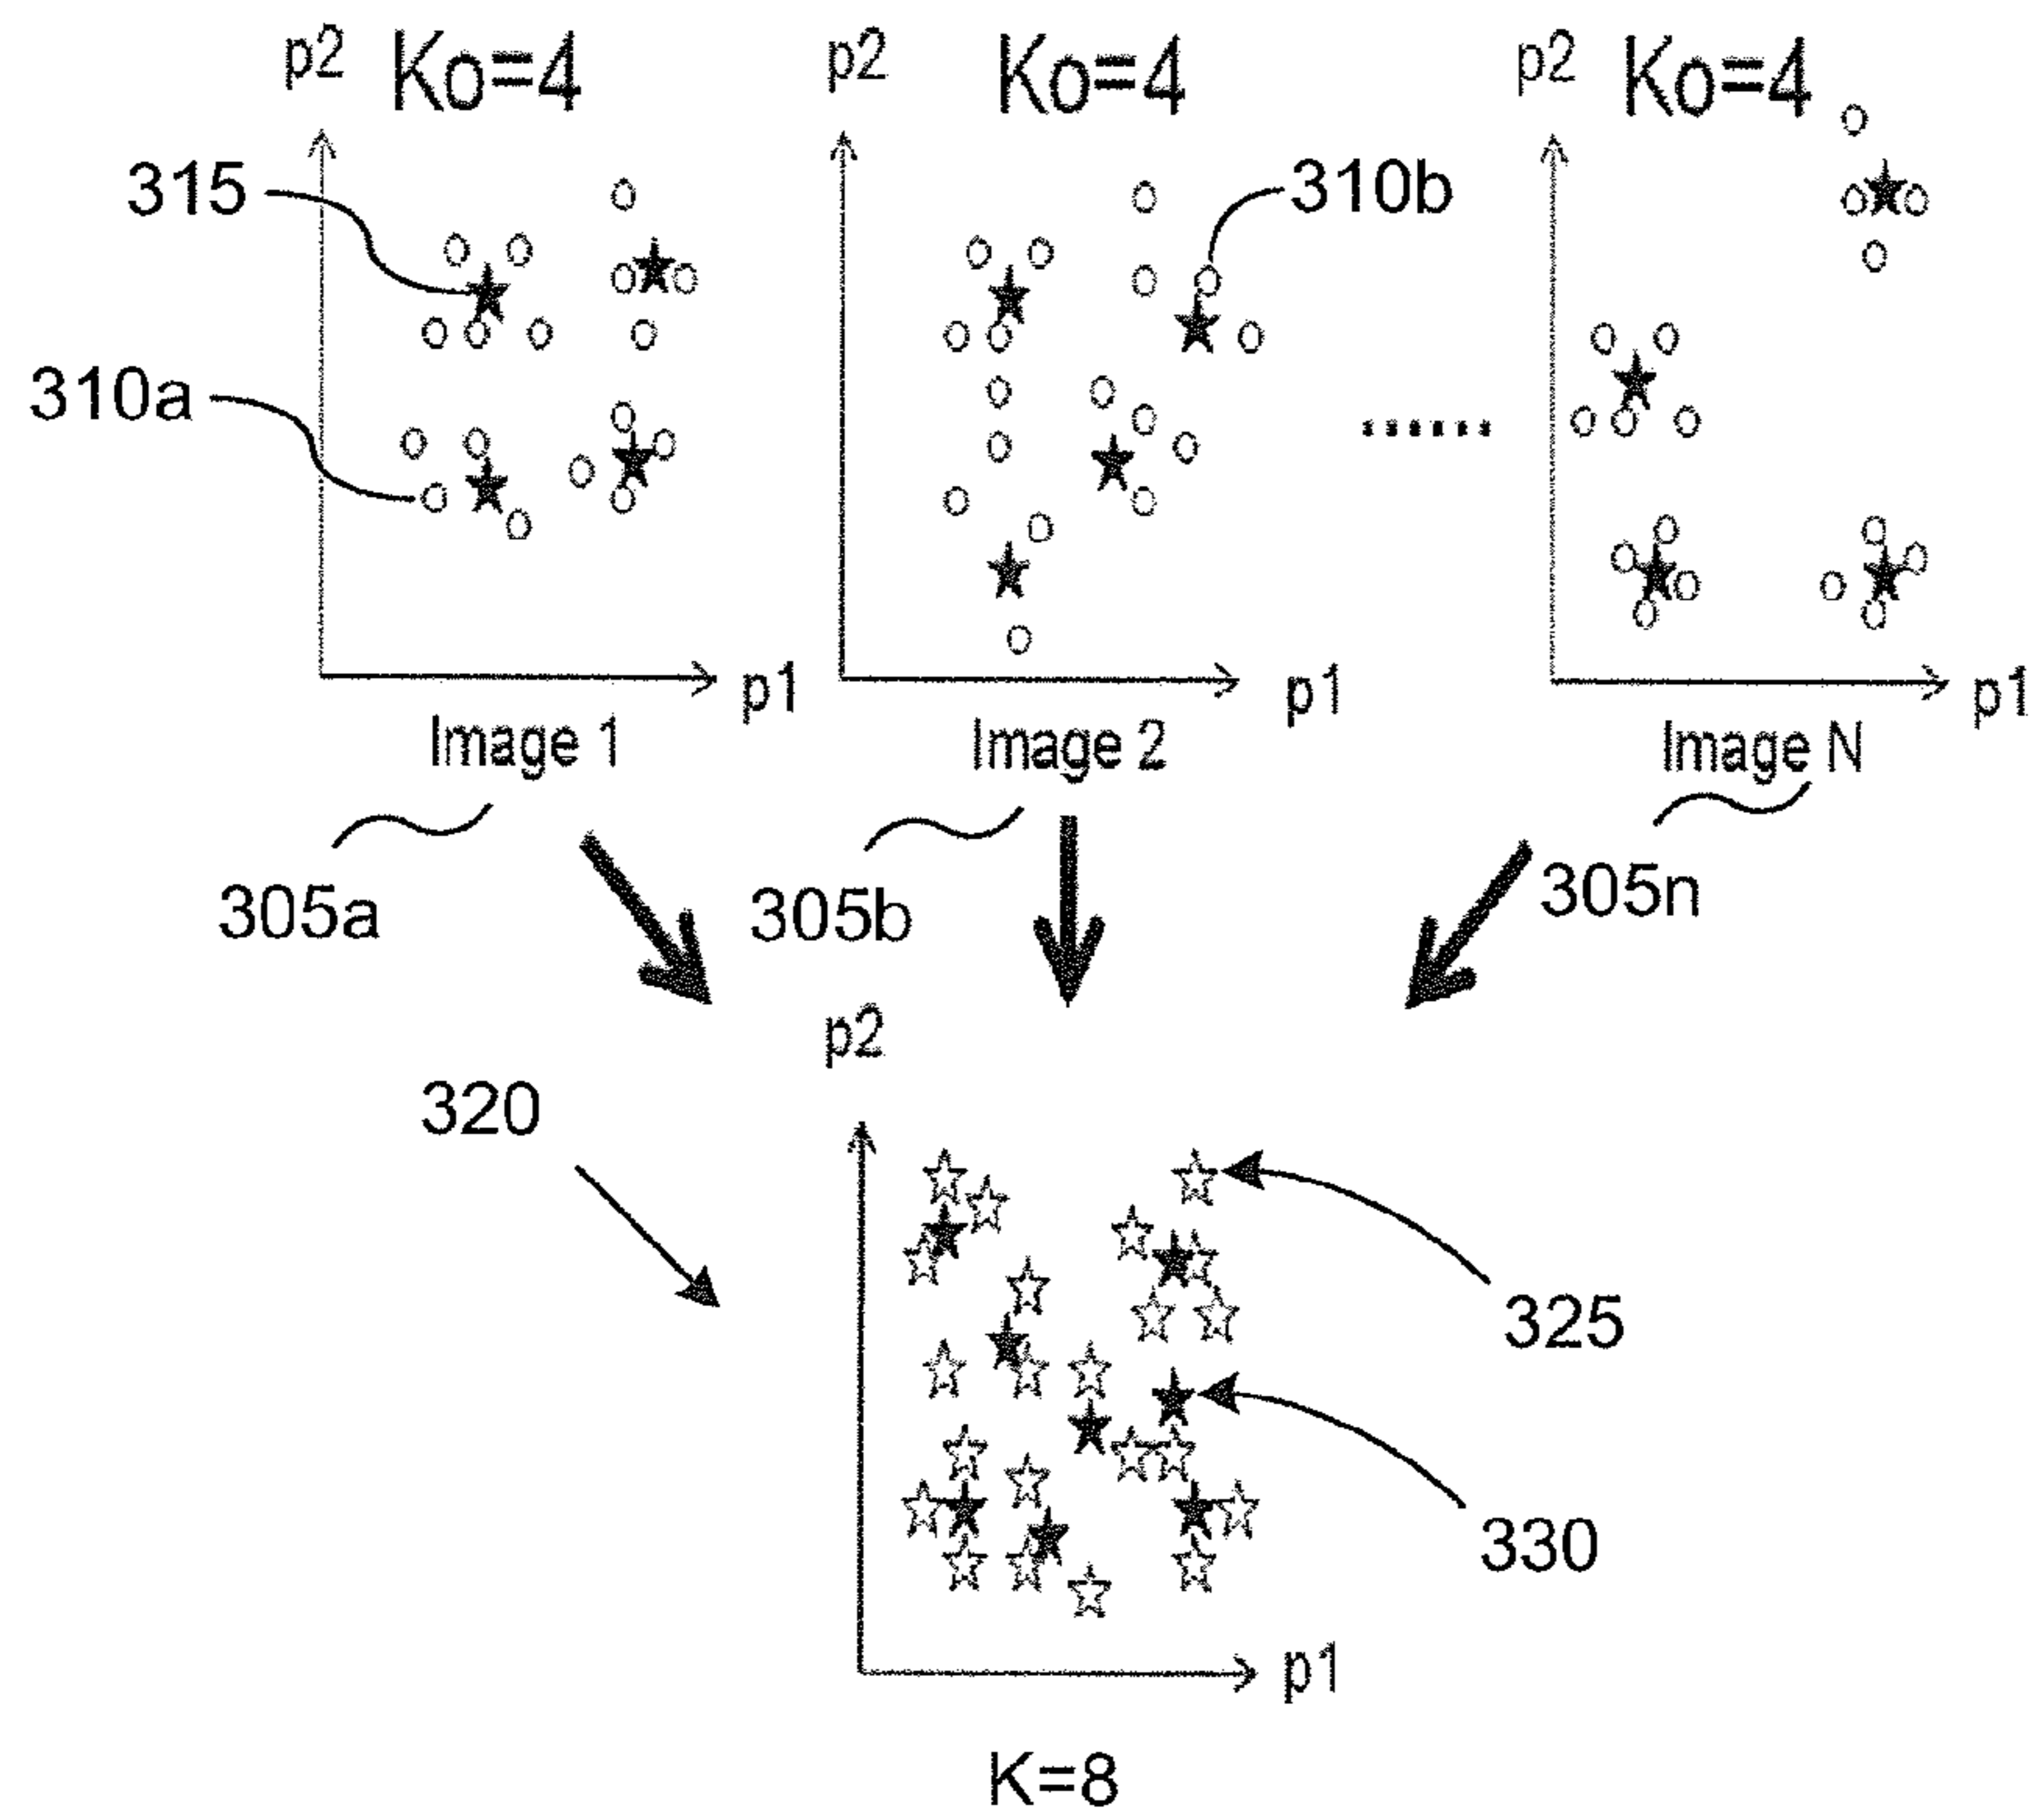 p2 Ko=4
p2 Ko=4
p2 Ko=4
315
310b
310a
......
p1
p1
p1
Image 1
Image 2
Image N
305a
305b
305n
p2
320
325
330
p1
K=8